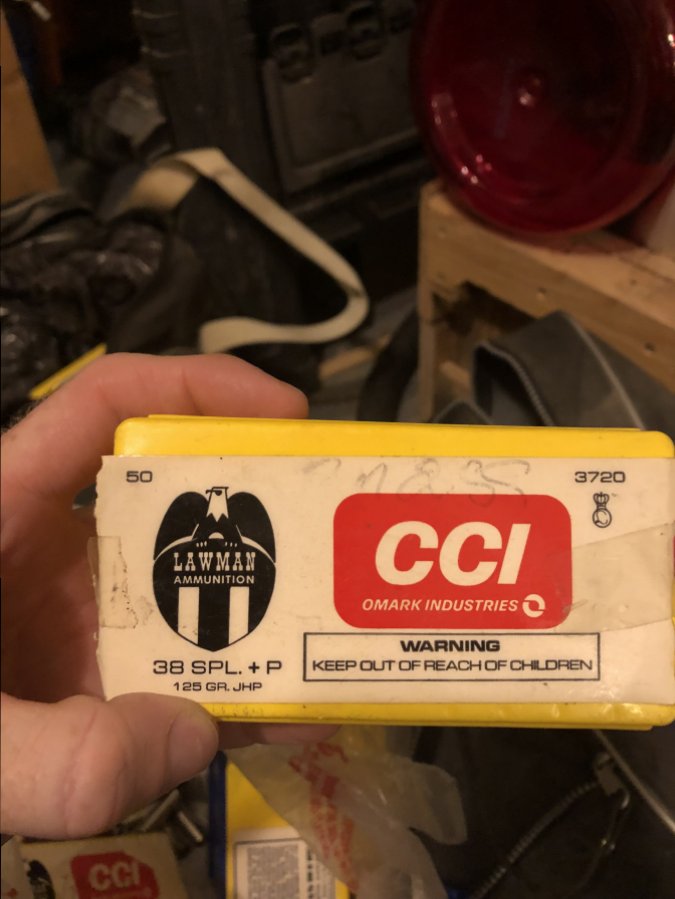 50
3720
LAWMAN
AMMUNITION
CCI
OMARK INDUSTRIES
WARNING
KEEP OUT OF REACH OF CHILDREN
38 SPL. + P
125 GR. JHP
CCI